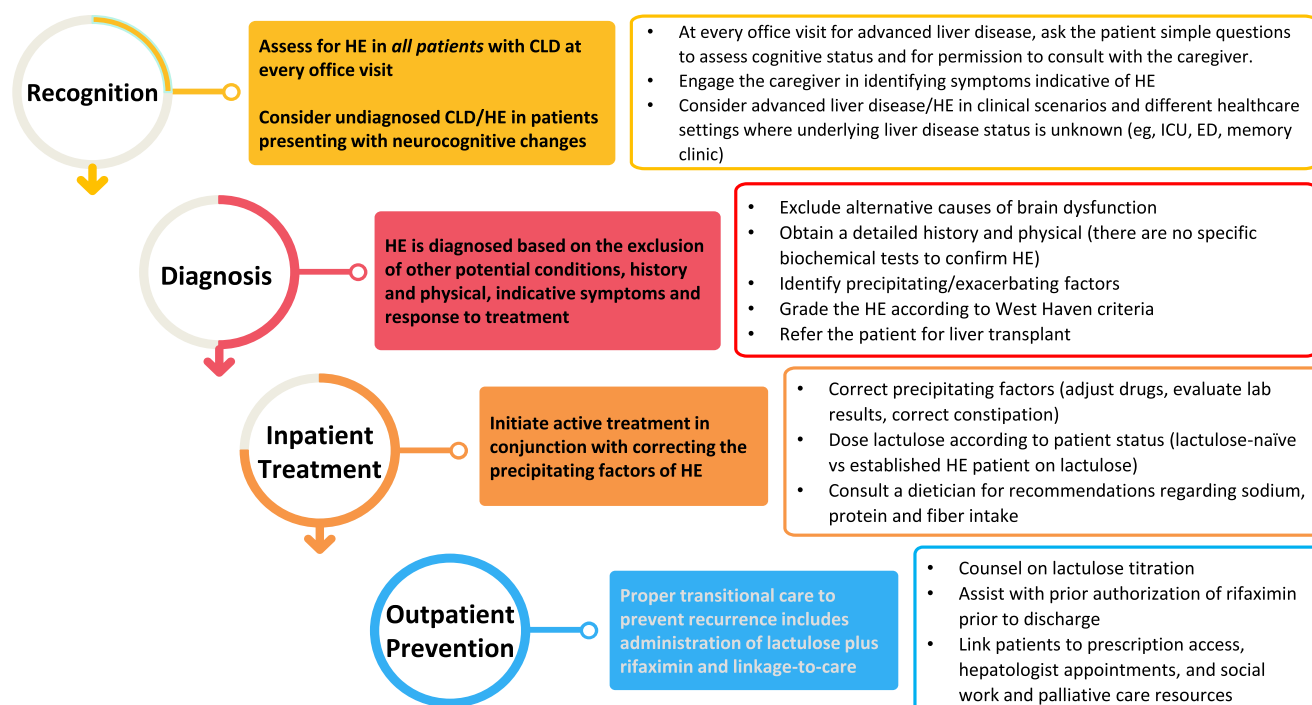 Recognition
Assess for HE in all patients with CLD at
every office visit
Consider undiagnosed CLD/HE in patients
presenting with neurocognitive changes
• At every office visit for advanced liver disease, ask the patient simple questions
to assess cognitive status and for permission to consult with the caregiver.
• Engage the caregiver in identifying symptoms indicative of HE
• Consider advanced liver disease/HE in clinical scenarios and different healthcare
settings where underlying liver disease status is unknown (eg, ICU, ED, memory
clinic)
Diagnosis
HE is diagnosed based on the exclusion
of other potential conditions, history
and physical, indicative symptoms and
response to treatment
• Exclude alternative causes of brain dysfunction
• Obtain a detailed history and physical (there are no specific
biochemical tests to confirm HE)
• Identify precipitating/exacerbating factors
• Grade the HE according to West Haven criteria
• Refer the patient for liver transplant
Inpatient
Treatment
Initiate active treatment in
conjunction with correcting the
precipitating factors of HE
• Correct precipitating factors (adjust drugs, evaluate lab
results, correct constipation)
• Dose lactulose according to patient status (lactulose-naïve
vs established HE patient on lactulose)
• Consult a dietician for recommendations regarding sodium,
protein and fiber intake
Outpatient
Prevention
Proper transitional care to
prevent recurrence includes
administration of lactulose plus
rifaximin and linkage-to-care
• Counsel on lactulose titration
• Assist with prior authorization of rifaximin
prior to discharge
• Link patients to prescription access,
hepatologist appointments, and social
work and palliative care resources